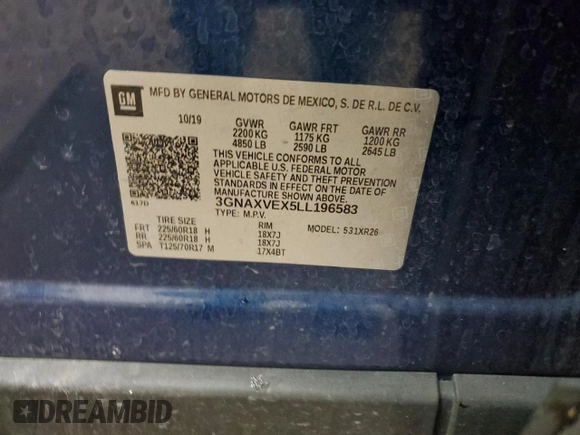 GM
MFD BY GENERAL MOTORS DE MEXICO, S. DE R.L. DE C.V.
10/19 GVWR GAWR FRT GAWR RR
2200 KG 1175 KG 1200 KG
4850 LB 2590 LB 2645 LB
THIS VEHICLE CONFORMS TO ALL
APPLICABLE U.S. FEDERAL MOTOR
VEHICLE SAFETY AND THEFT PREVENTION
STANDARDS IN EFFECT ON THE DATE OF
MANUFACTURE SHOWN ABOVE.
3GNAXVEX5LL196583
617D
TYPE: M.P.V. MODEL: 531XR26
TIRE SIZE RIM
FRT 225/60R18 H 18X7J
RR 225/60R18 H 18X7J
SPA T125/70R17 M 17X4BT
DREAMBID